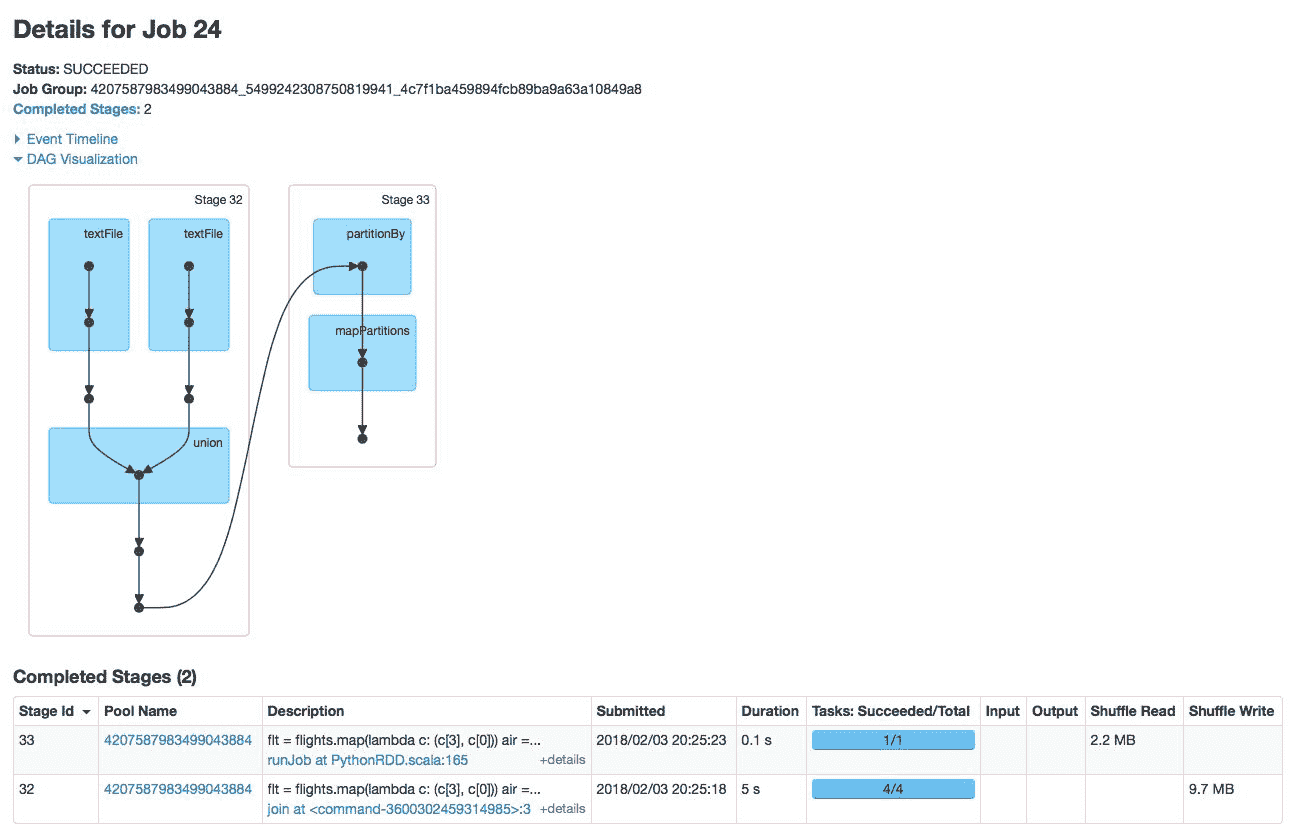 Details for Job 24
Status: SUCCEEDED
Job Group: 4207587983499043884_5499242308750819941_4c7f1ba459894fcb89ba9a63a10849a8
Completed Stages: 2
Event Timeline
DAG Visualization
Stage 32
textFile
textFile
union
Stage 33
partitionBy
mapPartitions
Completed Stages (2)
Stage Id Pool Name Description Submitted Duration Tasks: Succeeded/Total Input Output Shuffle Read Shuffle Write
33 4207587983499043884 flt = flights.map(lambda c: (c[3], c[0])) air =... 2018/02/03 20:25:23 0.1 s 1/1 2.2 MB
runJob at PythonRDD.scala:165 +details
32 4207587983499043884 flt = flights.map(lambda c: (c[3], c[0])) air =... 2018/02/03 20:25:18 5 s 4/4 9.7 MB
join at <command-3600302459314985>:3 +details